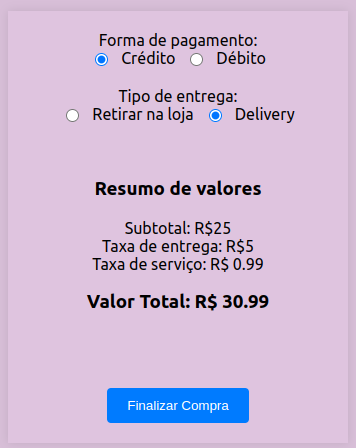 Forma de pagamento:
Crédito Débito
Tipo de entrega:
Retirar na loja Delivery
Resumo de valores
Subtotal: R$25
Taxa de entrega: R$5
Taxa de serviço: R$ 0.99
Valor Total: R$ 30.99
Finalizar Compra